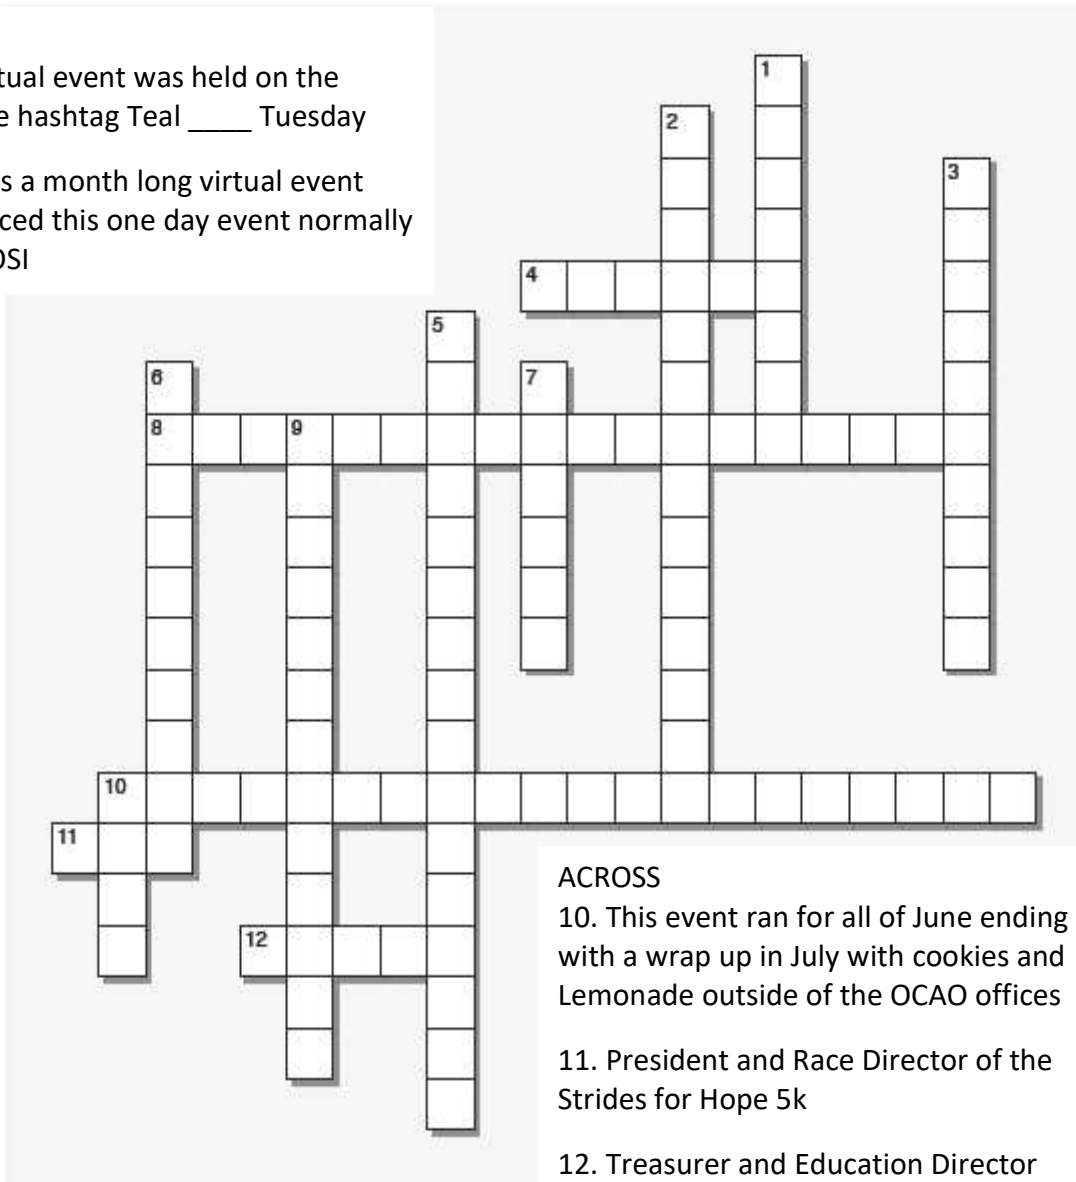 tual event was held on the
e hashtag Teal ____ Tuesday
s a month long virtual event
ced this one day event normally
OSI
1
2
3
4
5
6
7
8
9
10
11
12
ACROSS
10. This event ran for all of June ending
with a wrap up in July with cookies and
Lemonade outside of the OCAO offices
11. President and Race Director of the
Strides for Hope 5k
12. Treasurer and Education Director